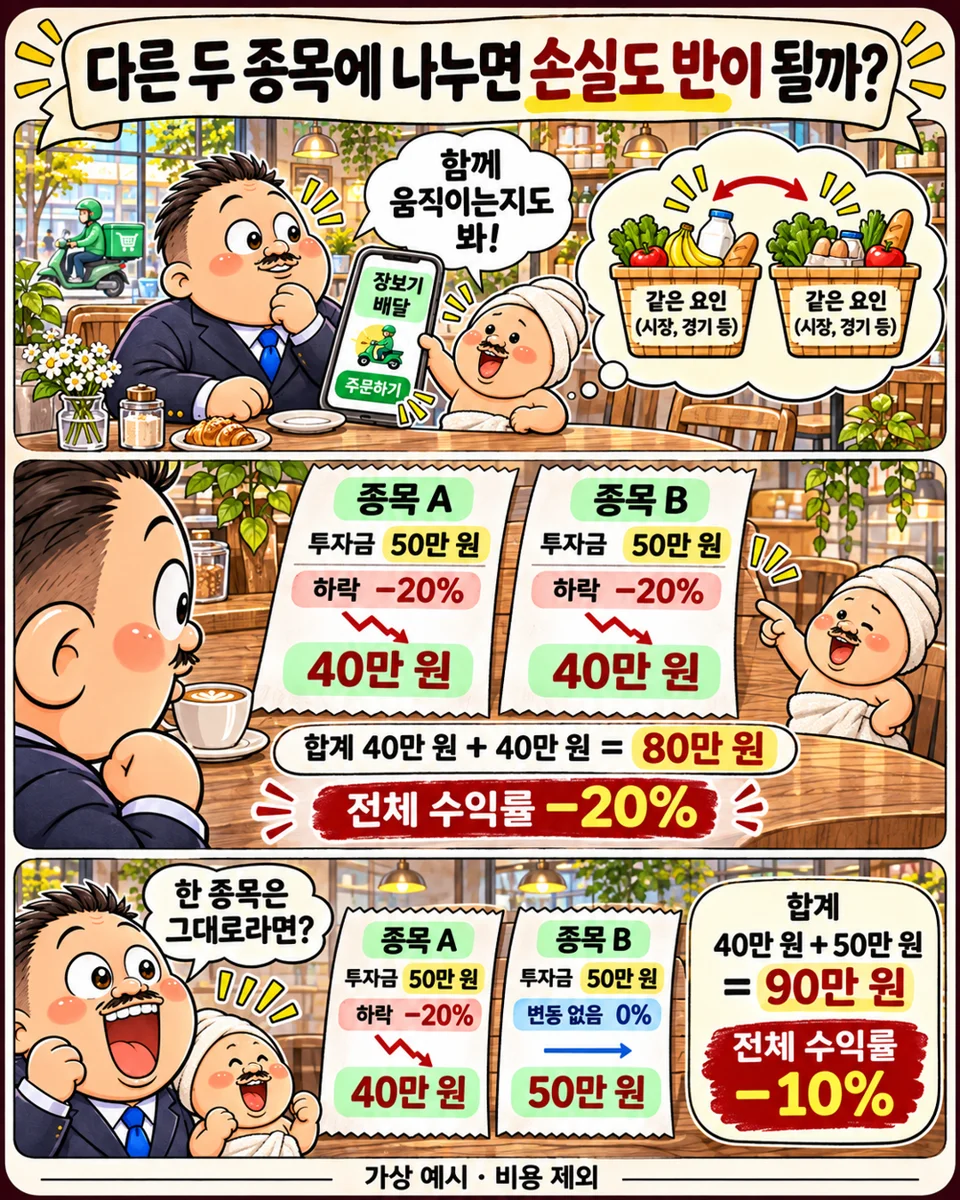 다른 두 종목에 나누면 손실도 반이 될까?
함께
움직이는지도
봐!
장보기
배달
주문하기
같은 요인
(시장, 경기 등)
같은 요인
(시장, 경기 등)
종목 A
투자금 50만 원
하락 -20%
40만 원
종목 B
투자금 50만 원
하락 -20%
40만 원
합계 40만 원 + 40만 원 = 80만 원
전체 수익률 -20%
한 종목은
그대로라면?
종목 A
투자금 50만 원
하락 -20%
40만 원
종목 B
투자금 50만 원
변동 없음 0%
50만 원
합계
40만 원 + 50만 원
= 90만 원
전체 수익률
-10%
가상 예시 · 비용 제외